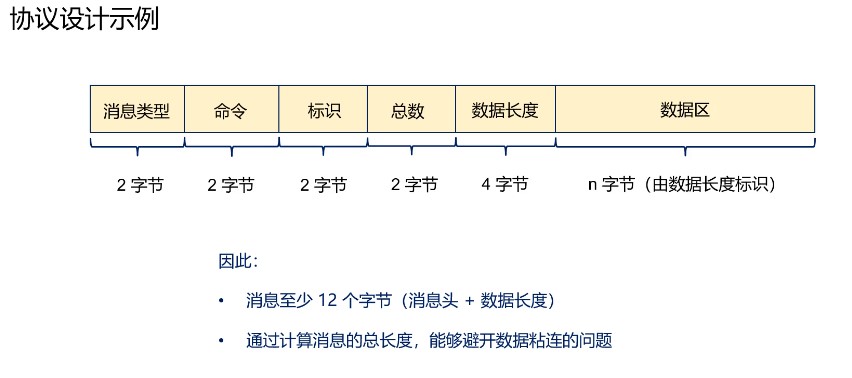 协议设计示例
消息类型 命令 标识 总数 数据长度 数据区
2 字节 2 字节 2 字节 2 字节 4 字节 n 字节（由数据长度标识）
因此：
• 消息至少 12 个字节（消息头 + 数据长度）
• 通过计算消息的总长度，能够避开数据粘连的问题